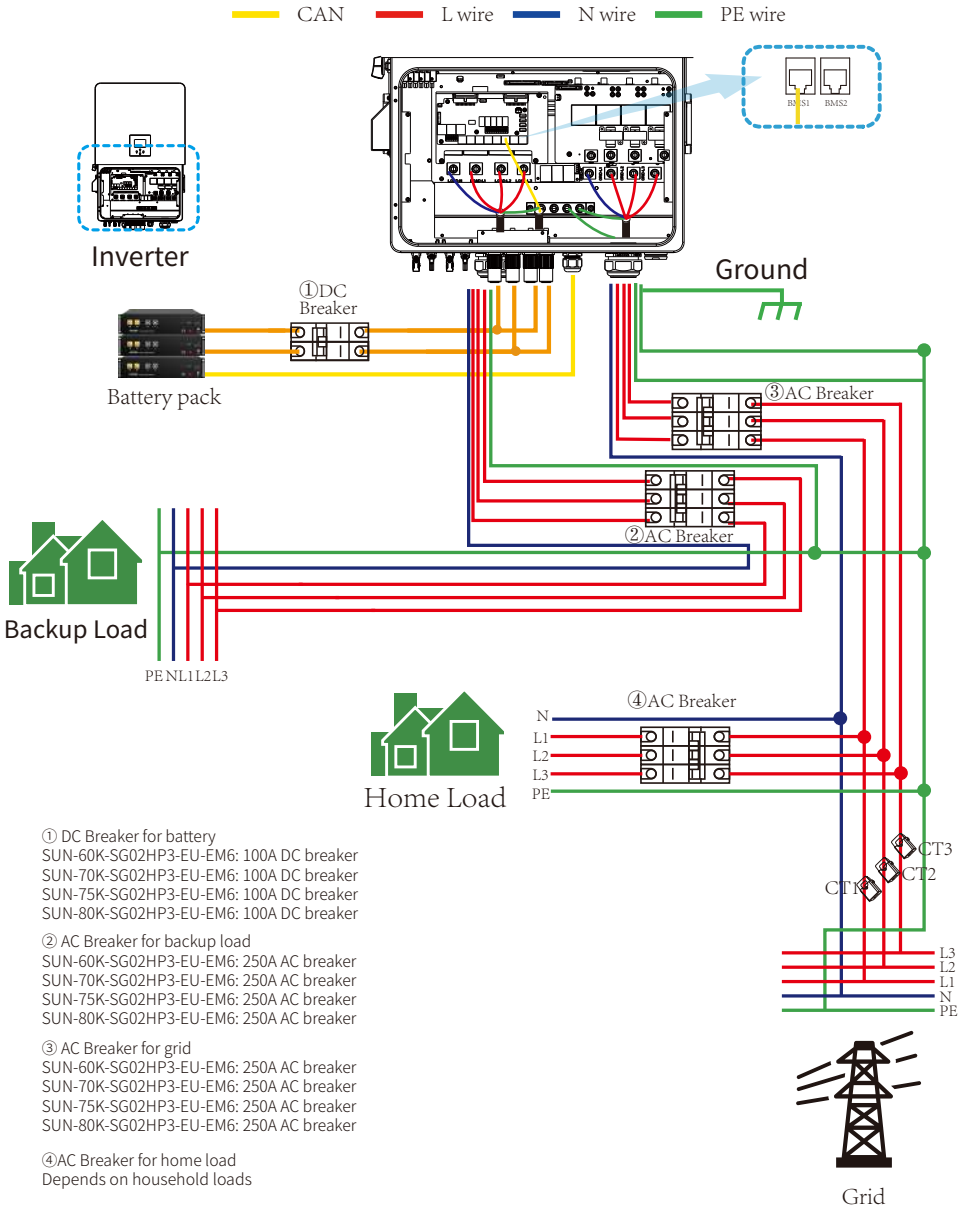 CAN L wire N wire PE wire
BMS1 BMS2
Inverter
Ground
①DC
Breaker
Battery pack
③AC Breaker
②AC Breaker
Backup Load
PE N L1 L2 L3
④AC Breaker
N
L1
L2
L3
PE
Home Load
① DC Breaker for battery
SUN-60K-SG02HP3-EU-EM6: 100A DC breaker
SUN-70K-SG02HP3-EU-EM6: 100A DC breaker
SUN-75K-SG02HP3-EU-EM6: 100A DC breaker
SUN-80K-SG02HP3-EU-EM6: 100A DC breaker
② AC Breaker for backup load
SUN-60K-SG02HP3-EU-EM6: 250A AC breaker
SUN-70K-SG02HP3-EU-EM6: 250A AC breaker
SUN-75K-SG02HP3-EU-EM6: 250A AC breaker
SUN-80K-SG02HP3-EU-EM6: 250A AC breaker
③ AC Breaker for grid
SUN-60K-SG02HP3-EU-EM6: 250A AC breaker
SUN-70K-SG02HP3-EU-EM6: 250A AC breaker
SUN-75K-SG02HP3-EU-EM6: 250A AC breaker
SUN-80K-SG02HP3-EU-EM6: 250A AC breaker
④AC Breaker for home load
Depends on household loads
CT3
CT2
CT1
L3
L2
L1
N
PE
Grid